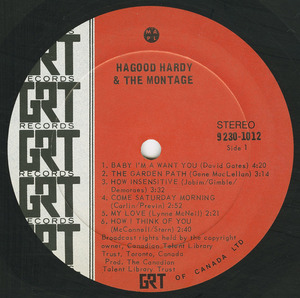 HAGOOD HARDY
& THE MONTAGE
GRT
RECORDS
GRT
RECORDS
GRT
RECORDS
GRT
RECORDS
GRT
STEREO
9230-1012
Side 1
1. BABY I'M A WANT YOU (David Gates) 4:20
2. THE GARDEN PATH (Gene MacLellan) 3:14
3. HOW INSENSITIVE (Jobim/Gimble/
Demoraes) 3:32
4. COME SATURDAY MORNING
(Carlin/Previn) 2:52
5. MY LOVE (Lynne McNeil) 2:21
6. HOW I THINK OF YOU
(McConnell/Stern) 2:40
Broadcast rights held by the copyright
owner, Canadian Talent Library
Trust, Toronto, Canada
Prod. The Canadian
Talent Library Trust
GRT OF CANADA LTD